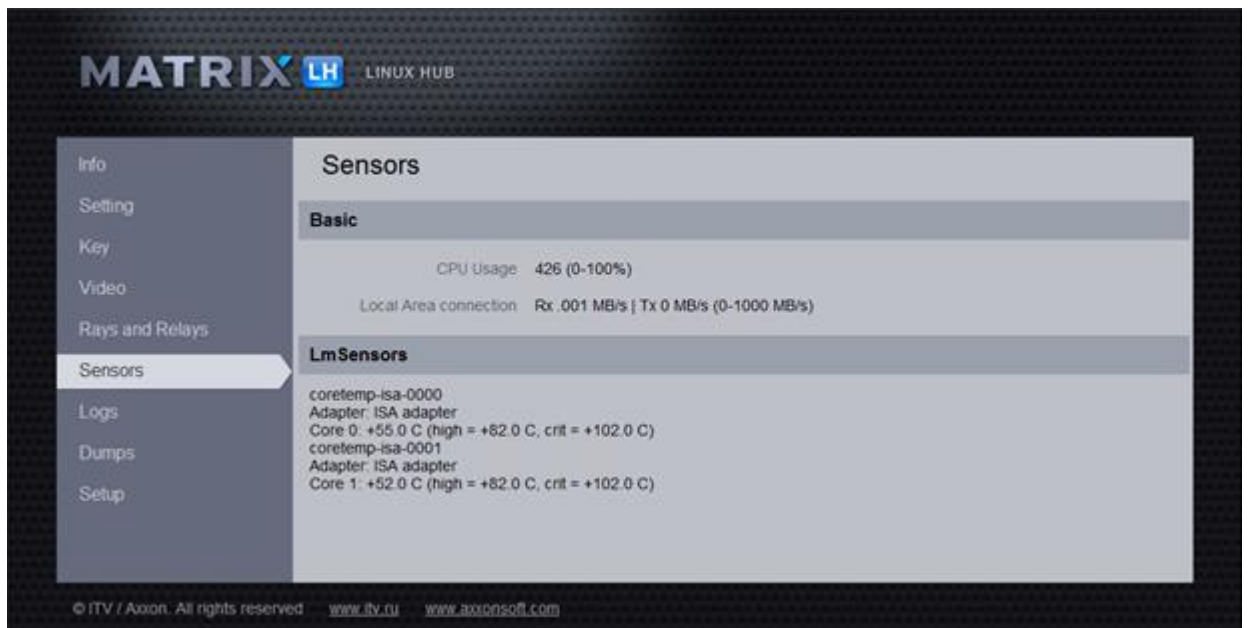 MATRIX LH LINUX HUB
Info
Setting
Key
Video
Rays and Relays
Sensors
Logs
Dumps
Setup
Sensors
Basic
CPU Usage 426 (0-100%)
Local Area connection Rx .001 MB/s | Tx 0 MB/s (0-1000 MB/s)
LmSensors
coretemp-isa-0000
Adapter: ISA adapter
Core 0: +55.0 C (high = +82.0 C, crit = +102.0 C)
coretemp-isa-0001
Adapter: ISA adapter
Core 1: +52.0 C (high = +82.0 C, crit = +102.0 C)
© ITV / Axxon. All rights reserved www.itv.ru www.axxonsoft.com